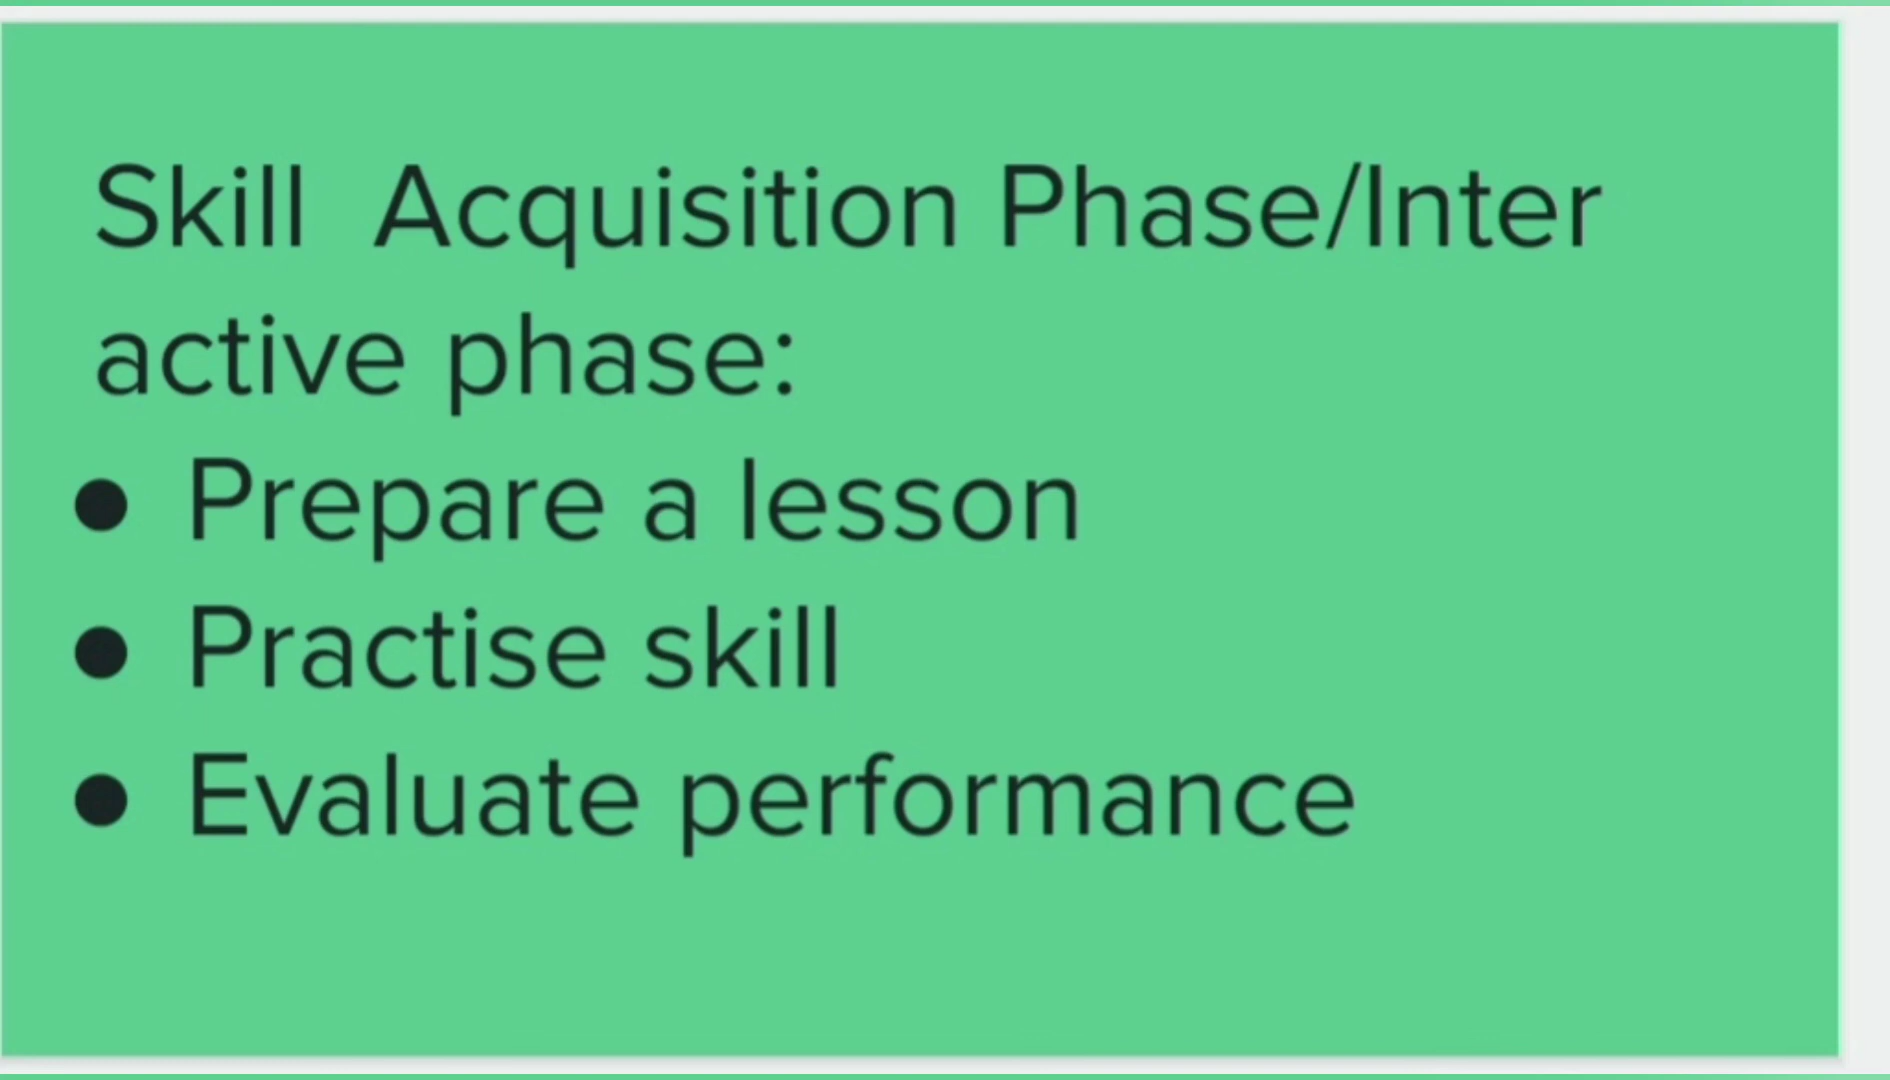 Skill  Acquisition Phase/Inter
active phase:
● Prepare a lesson
● Practise skill
● Evaluate performance